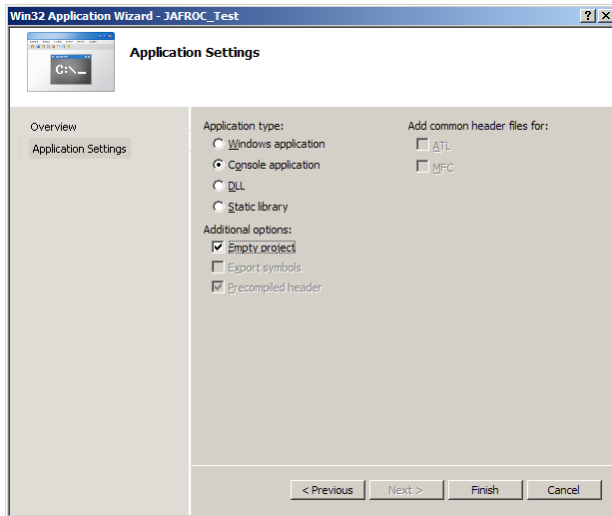 Win32 Application Wizard - JAFROC_Test
Application Settings
C:\_
Overview
Application Settings
Application type:
Windows application
Console application
DLL
Static library
Additional options:
Empty project
Export symbols
Precompiled header
Add common header files for:
ATL
MFC
< Previous
Next >
Finish
Cancel